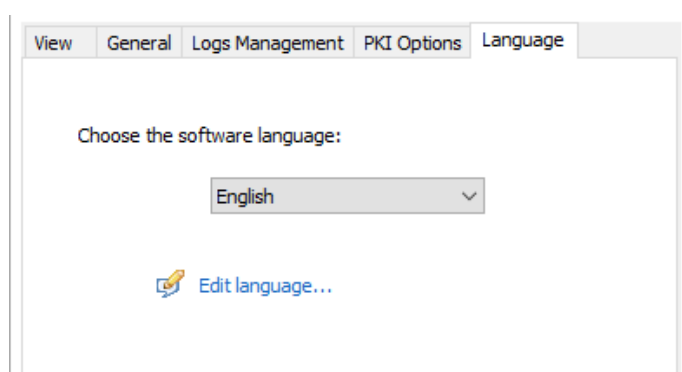 View General Logs Management PKI Options Language
Choose the software language:
English
Edit language...